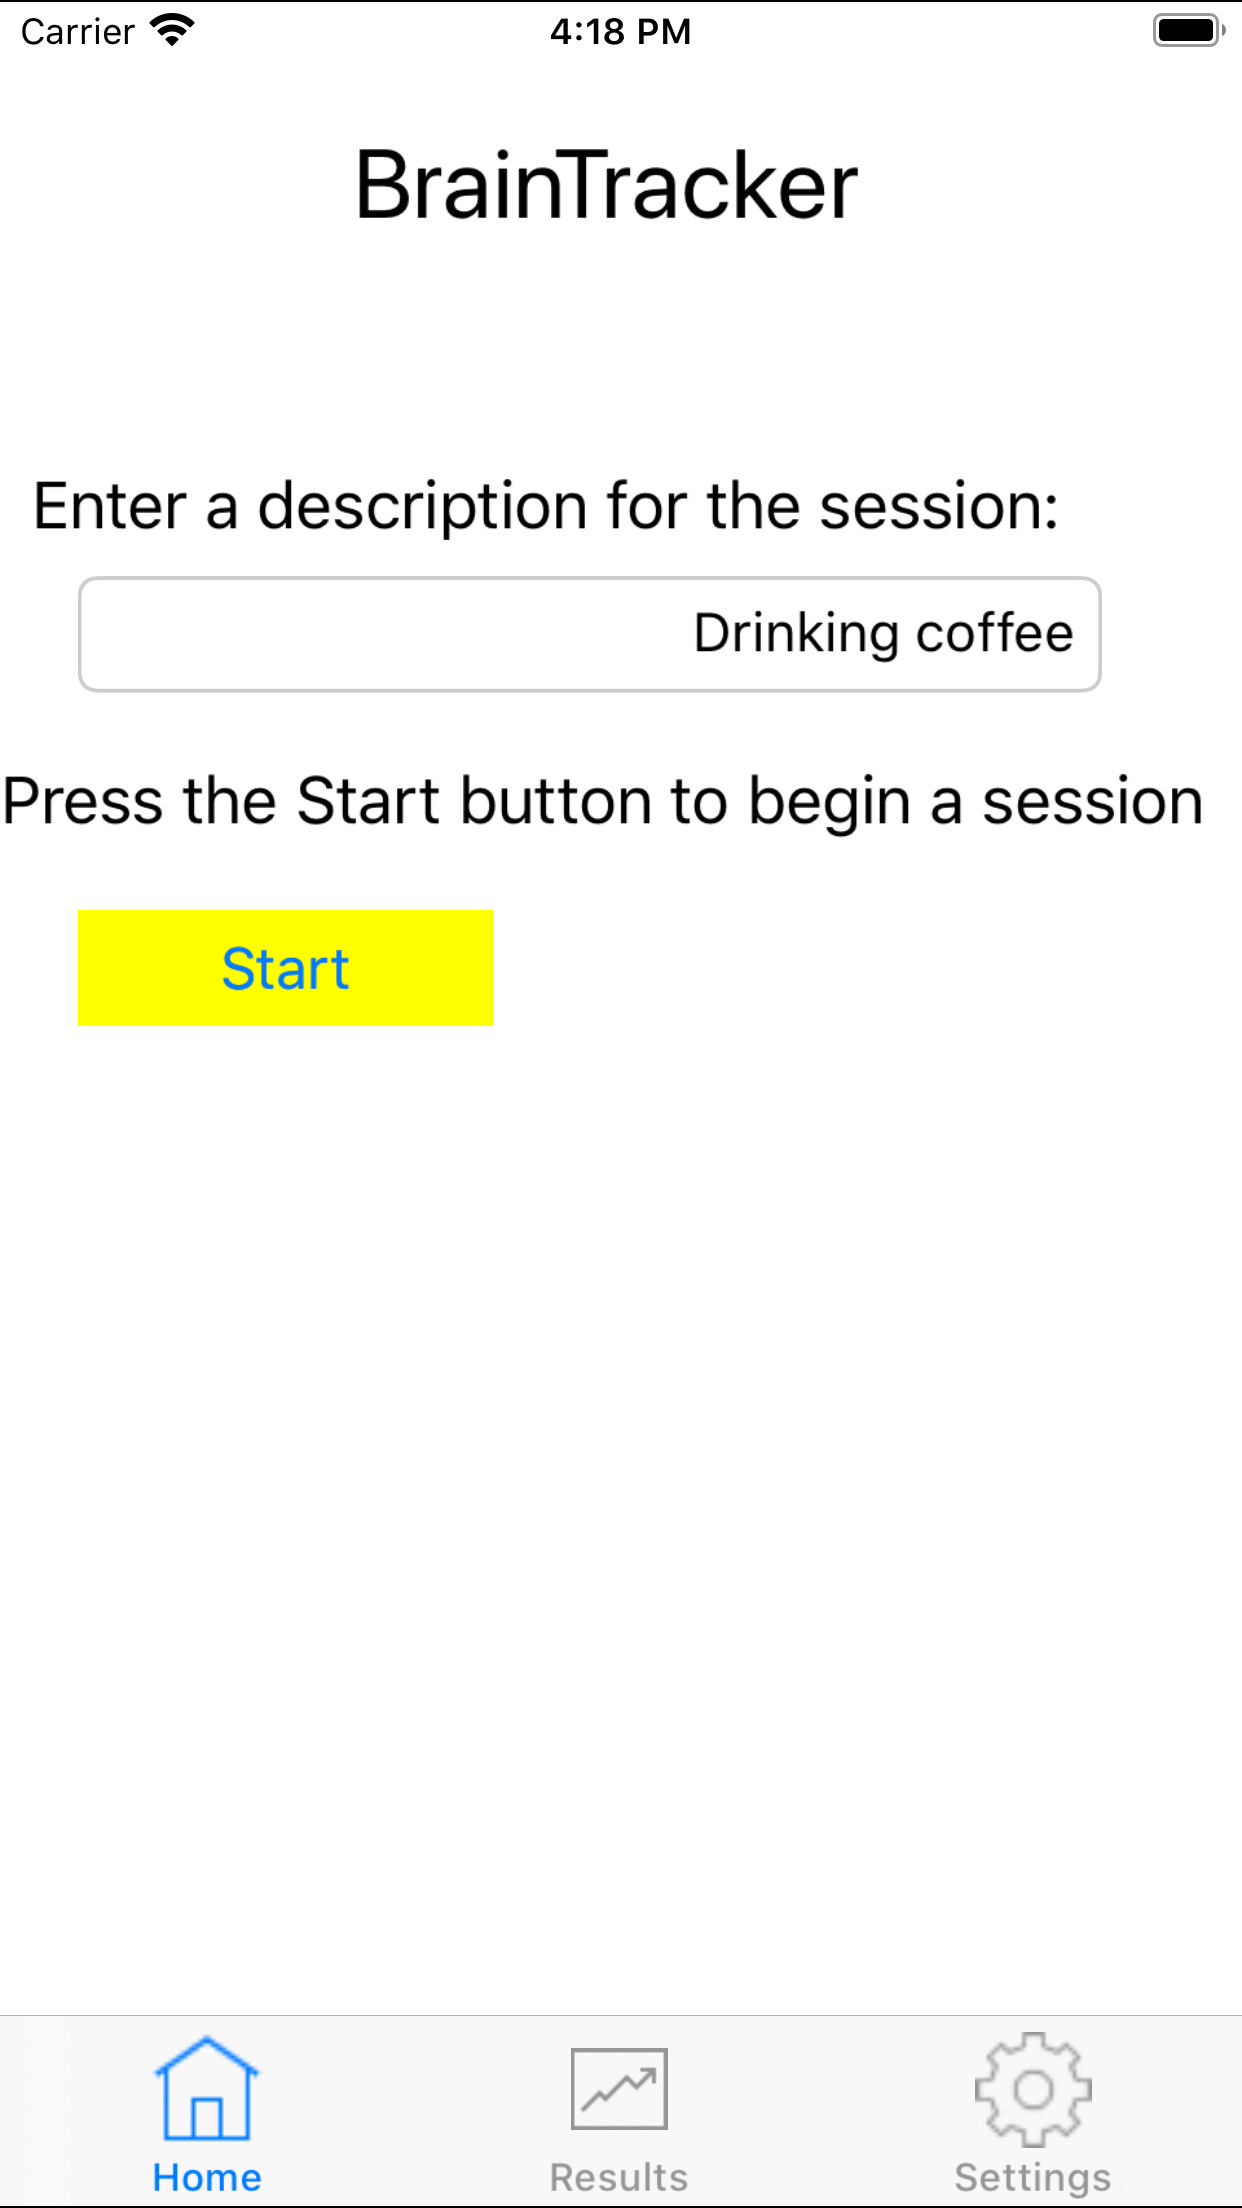 Carrier 4:18 PM
BrainTracker
Enter a description for the session:
Drinking coffee
Press the Start button to begin a session
Start
Home Results Settings